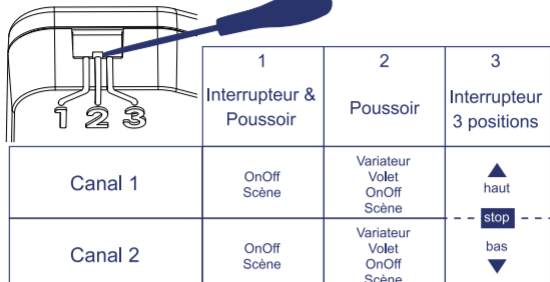 1 2 3
1
Interrupteur &
Poussoir
2
Poussoir
3
Interrupteur
3 positions
Canal 1
OnOff
Scène
Variateur
Volet
OnOff
Scène
haut
stop
Canal 2
OnOff
Scène
Variateur
Volet
OnOff
Scène
bas